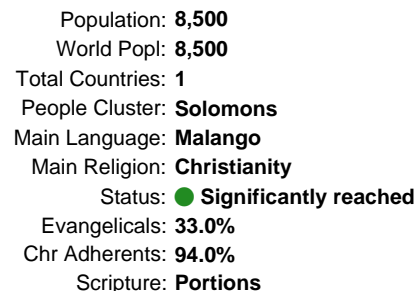 Population: 8,500
World Popl: 8,500
Total Countries: 1
People Cluster: Solomons
Main Language: Malango
Main Religion: Christianity
Status: Significantly reached
Evangelicals: 33.0%
Chr Adherents: 94.0%
Scripture: Portions